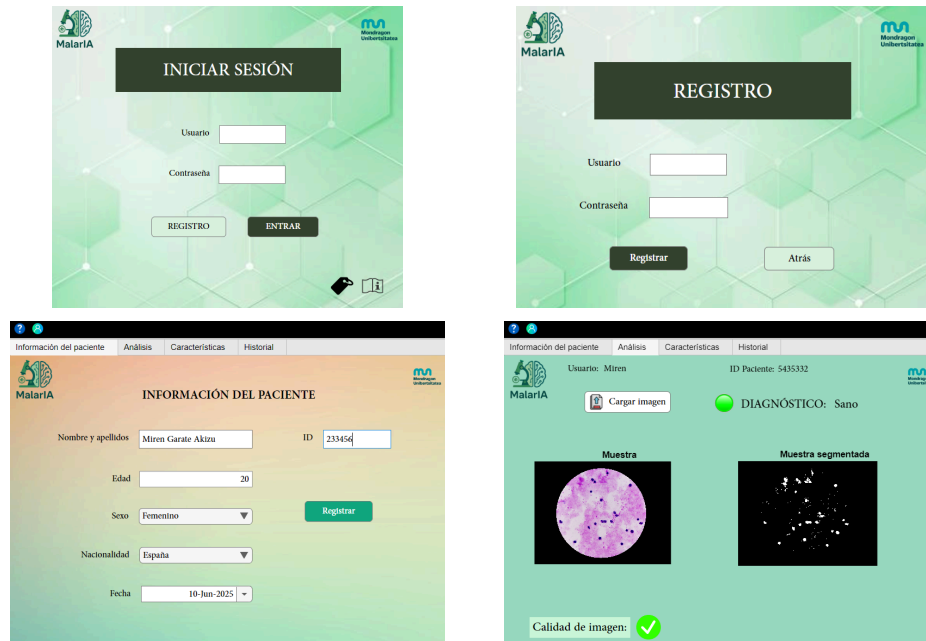 MalarIA
mun
Mondragon
Unibertsitatea
INICIAR SESIÓN
Usuario
Contraseña
REGISTRO
ENTRAR
MalarIA
mun
Mondragon
Unibertsitatea
REGISTRO
Usuario
Contraseña
Registrar
Atrás
Información del paciente Análisis Características Historial
MalarIA
mun
Mondragon
Unibertsitatea
INFORMACIÓN DEL PACIENTE
Nombre y apellidos Miren Garate Akizu ID 233456
Edad 20
Sexo Femenino
Registrar
Nacionalidad España
Fecha 10-Jun-2025
Información del paciente Análisis Características Historial
MalarIA
Usuario: Miren ID Paciente: 5435332
Cargar imagen
DIAGNÓSTICO: Sano
Muestra Muestra segmentada
Calidad de imagen: